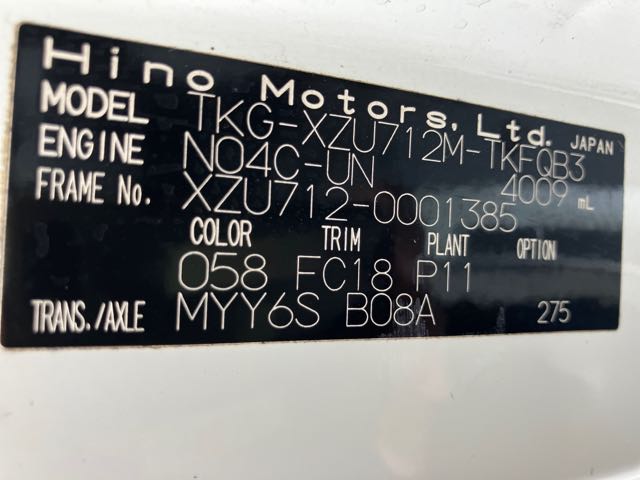 Hino Motors, Ltd. JAPAN
MODEL TKG-XZU712M-TKFQB3
ENGINE N04C-UN 4009 mL
FRAME No. XZU712-0001385
COLOR TRIM PLANT OPTION
058 FC18 P11
TRANS./AXLE MYY6S B08A 275